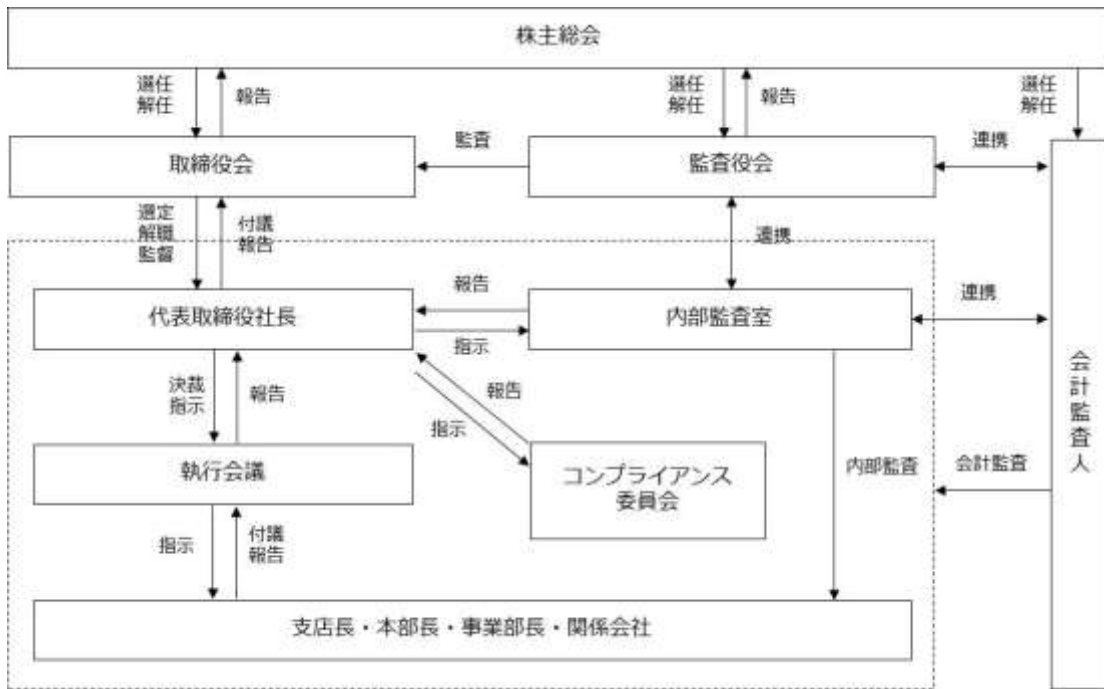 株主総会
選任
解任
報告
選任
解任
報告
選任
解任
取締役会
監査
監査役会
連携
選定
解職
監督
付議
報告
連携
代表取締役社長
報告
指示
内部監査室
連携
決裁
指示
報告
報告
指示
会計監査人
執行会議
コンプライアンス
委員会
内部監査
会計監査
指示
付議
報告
支店長・本部長・事業部長・関係会社